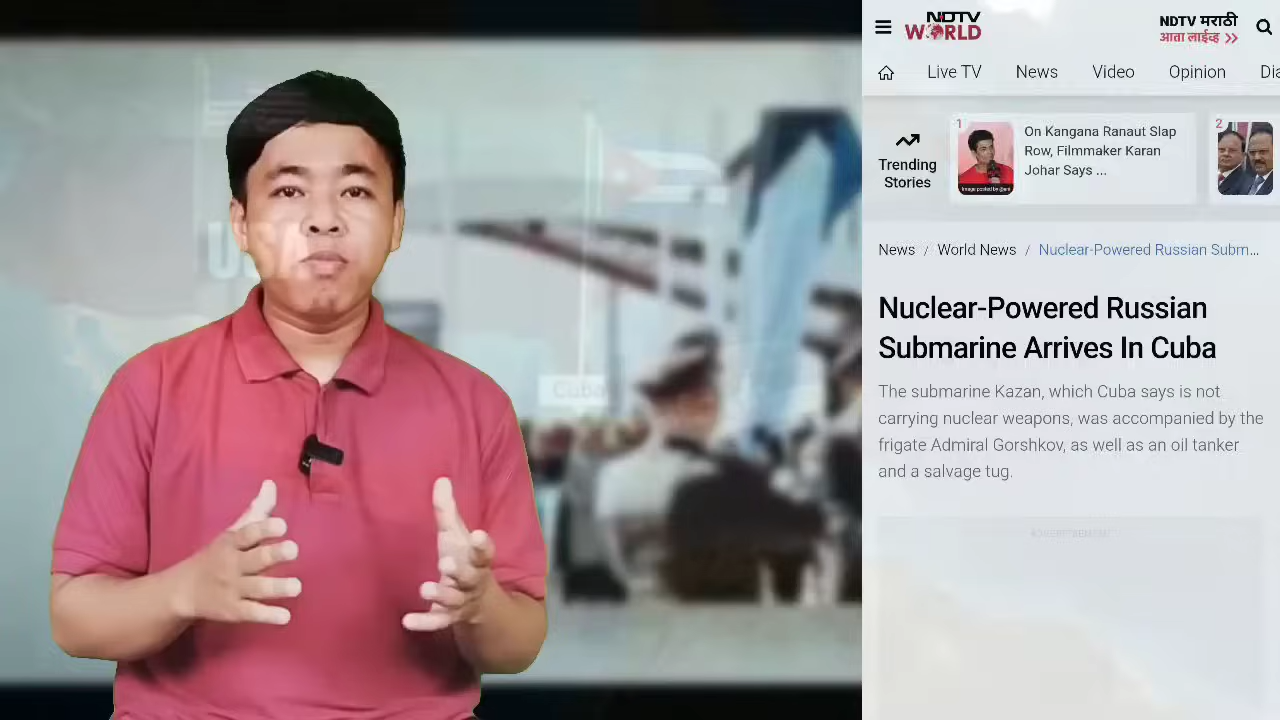 Cuba
NDTV
WORLD
NDTV मराठी
आता लाईव्ह
Live TV
News
Video
Opinion
1
On Kangana Ranaut Slap
Row, Filmmaker Karan
Johar Says ...
Trending
Stories
2
News / World News / Nuclear-Powered Russian Subm...
Nuclear-Powered Russian
Submarine Arrives In Cuba
The submarine Kazan, which Cuba says is not
carrying nuclear weapons, was accompanied by the
frigate Admiral Gorshkov, as well as an oil tanker
and a salvage tug.
ADVERTISEMENT